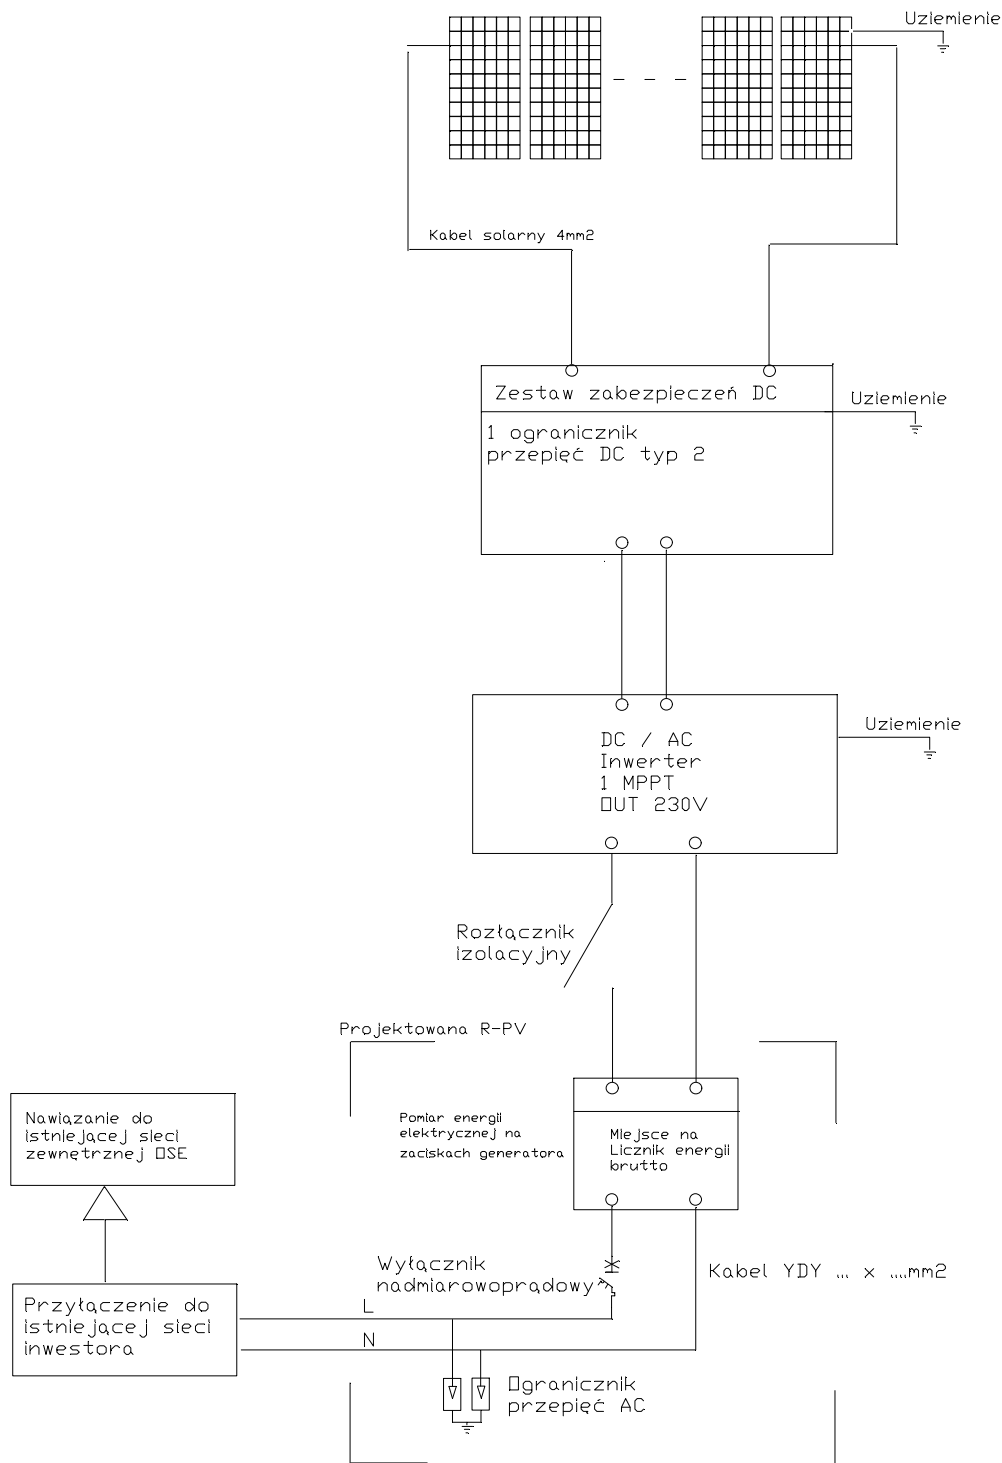 Uziemienie
Kabel solarny 4mm2
Zestaw zabezpieczeń DC
Uziemienie
1 ogranicznik
przepięć DC typ 2
Uziemienie
DC / AC
Inwerter
1 MPPT
OUT 230V
Rozłącznik
izolacyjny
Projektowana R-PV
Nawiązanie do
istniejącej sieci
zewnętrznej OSE
Pomiar energii
elektrycznej na
zaciskach generatora
Miejsce na
Licznik energii
brutto
Wyłącznik
nadmiarowoprądowy
Kabel YDY ... x ....mm2
Przyłączenie do
istniejącej sieci
inwestora
L
N
Ogranicznik
przepięć AC